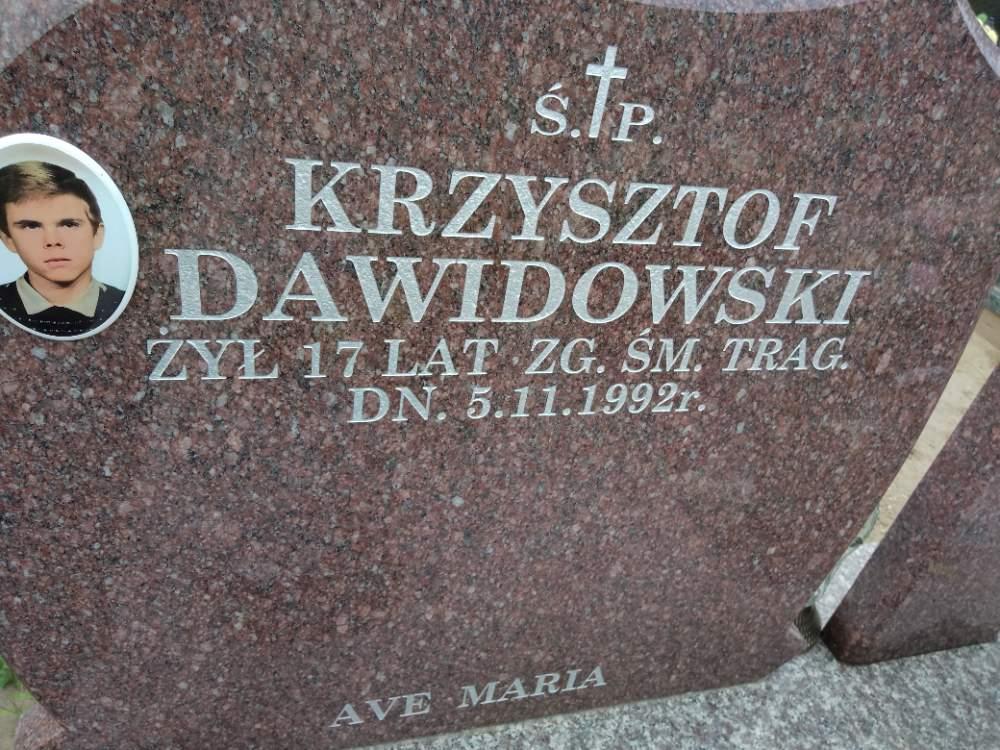 Ś. P.
KRZYSZTOF
DAWIDOWSKI
ŻYŁ 17 LAT ZG. ŚM. TRAG.
DN. 5.11.1992r.
AVE MARIA